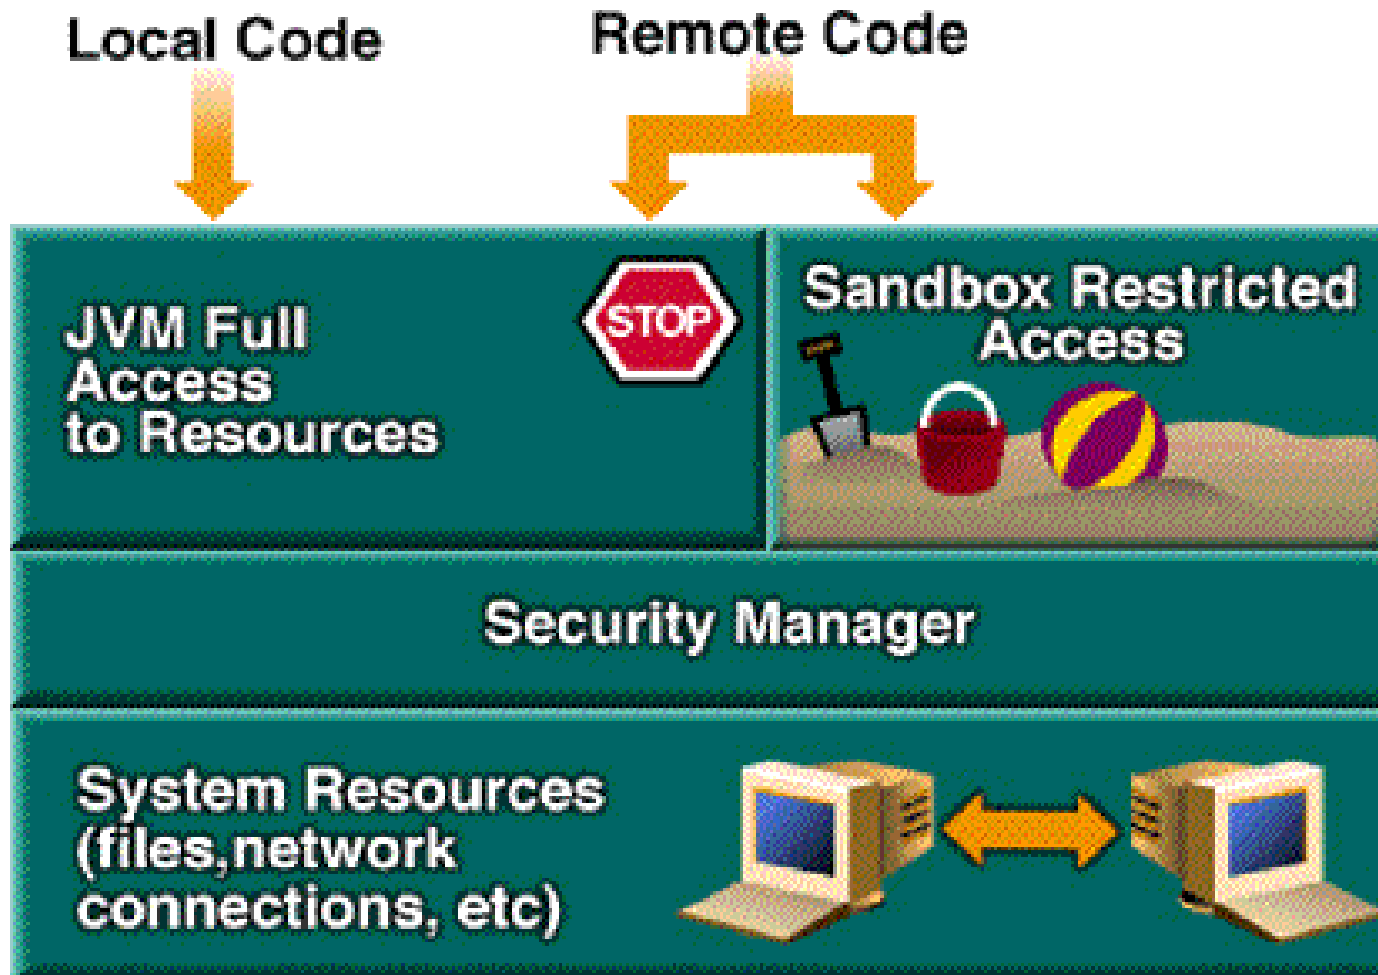 Local Code
Remote Code
JVM Full
Access
to Resources
STOP
Sandbox Restricted
Access
Security Manager
System Resources
(files,network
connections, etc)